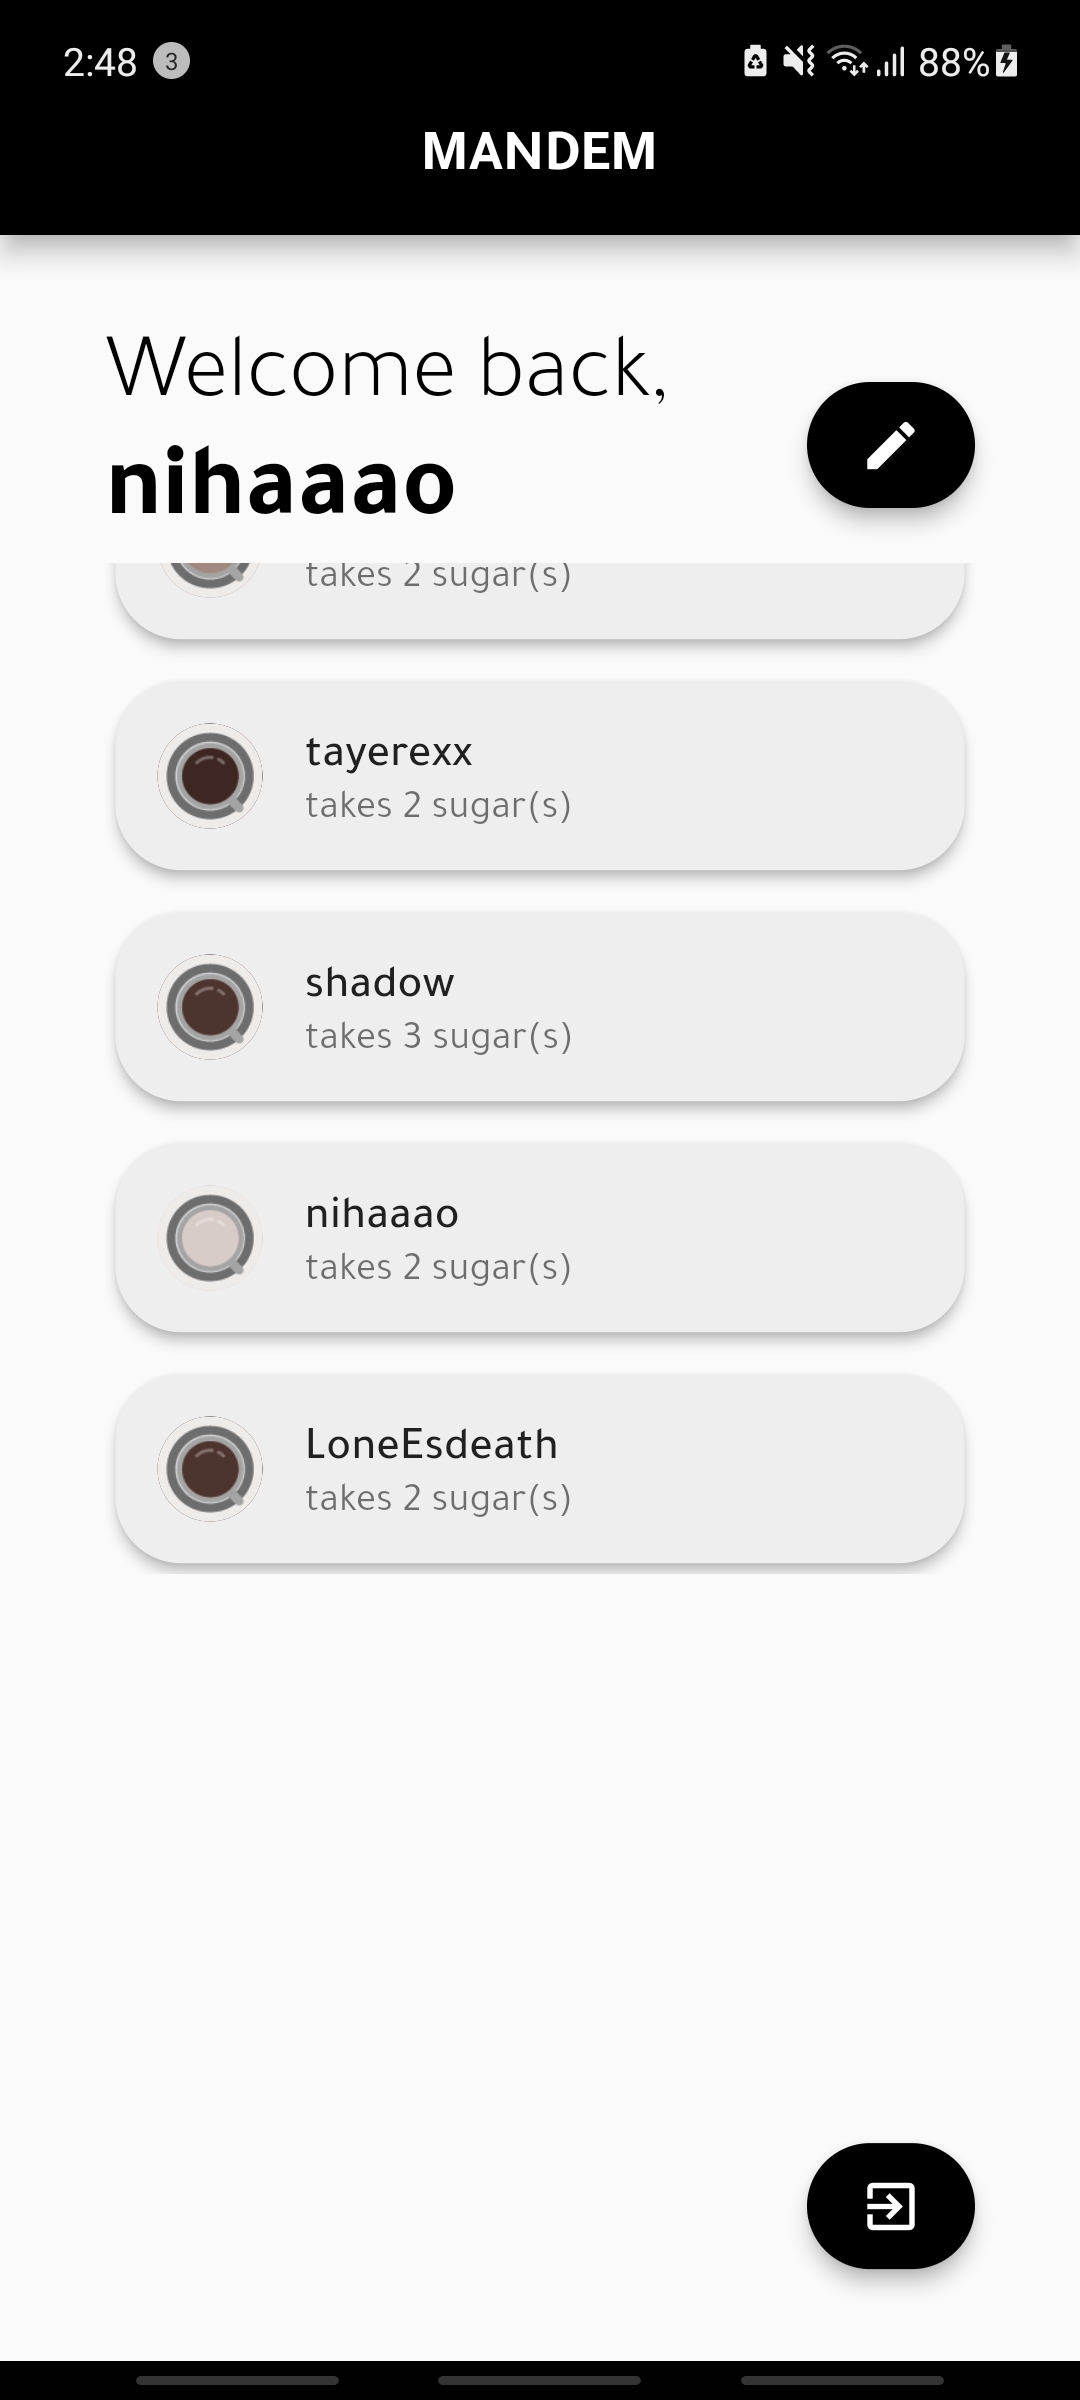 2:48 3 88%
MANDEM
Welcome back,
nihaaao
takes 2 sugar(s)
tayerexx
takes 2 sugar(s)
shadow
takes 3 sugar(s)
nihaaao
takes 2 sugar(s)
LoneEsdeath
takes 2 sugar(s)